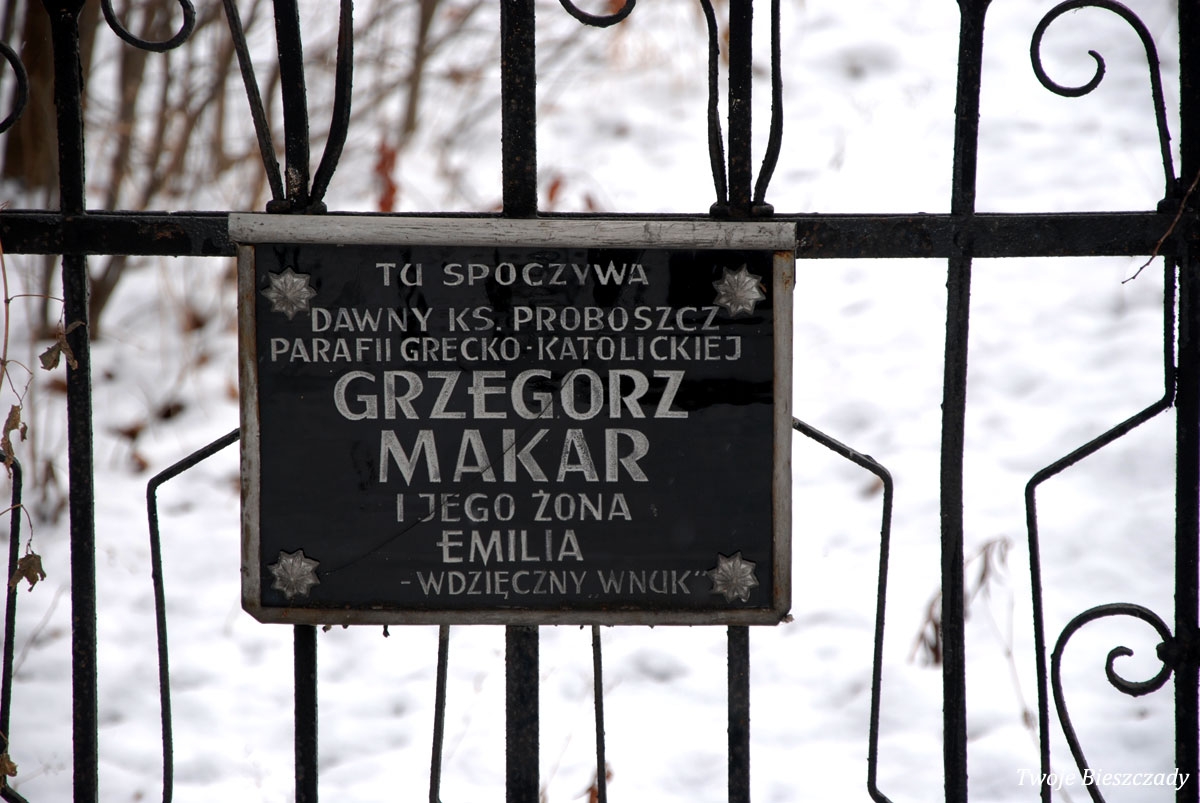 TU SPOCZYWA
DAWNY KS. PROBOSZCZ
PARAFII GRECKO-KATOLICKIEJ
GRZEGORZ
MAKAR
I JEGO ŻONA
EMILIA
-WDZIĘCZNY WNUK"
Twoje Bieszczady